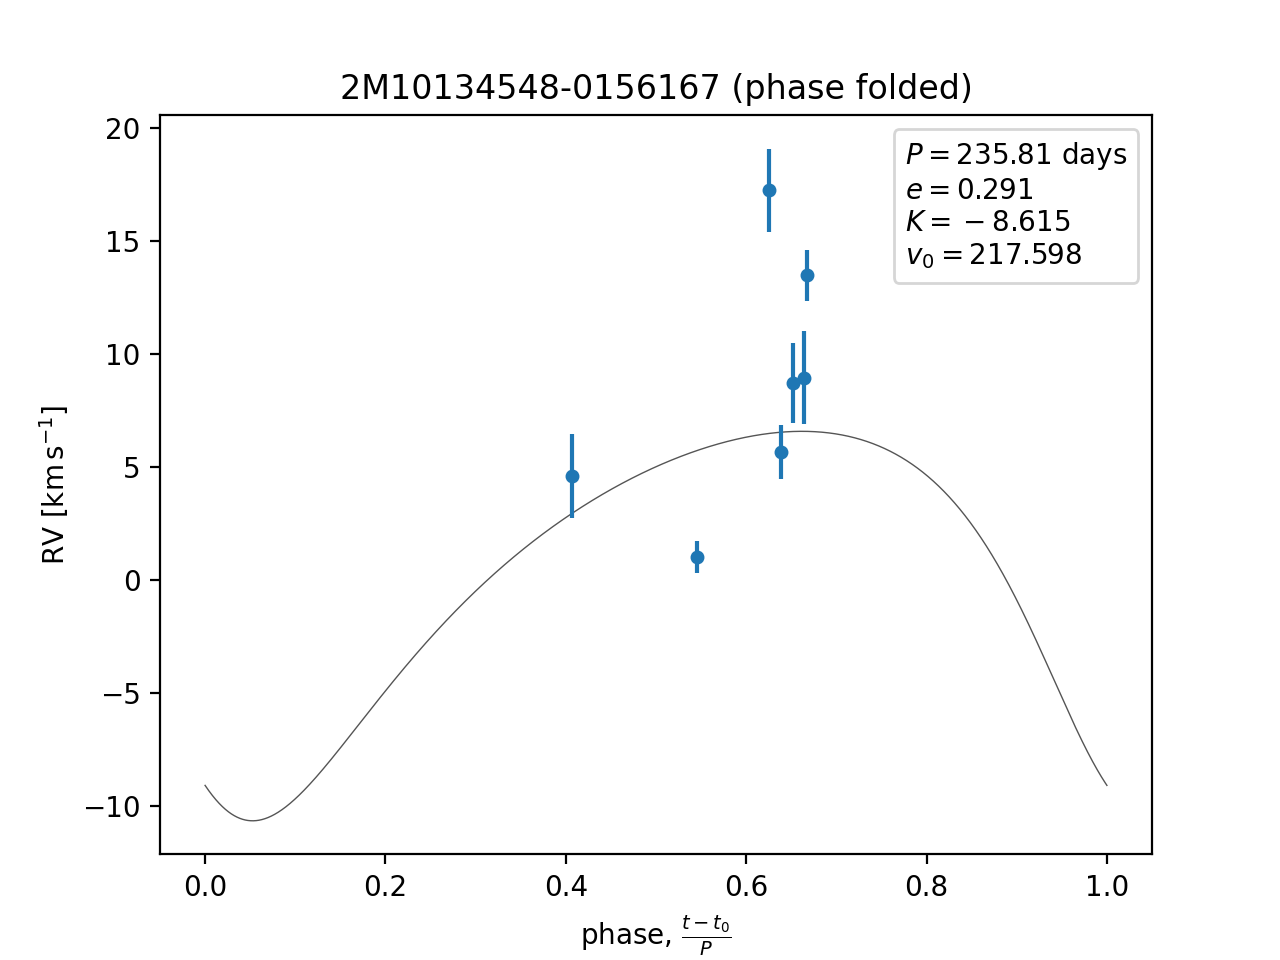 2M10134548-0156167 (phase folded)
P = 235.81 days
e = 0.291
K = −8.615
v₀ = 217.598
20
15
10
5
0
−5
−10
RV [km s⁻¹]
0.0 0.2 0.4 0.6 0.8 1.0
phase, (t − t₀)/P